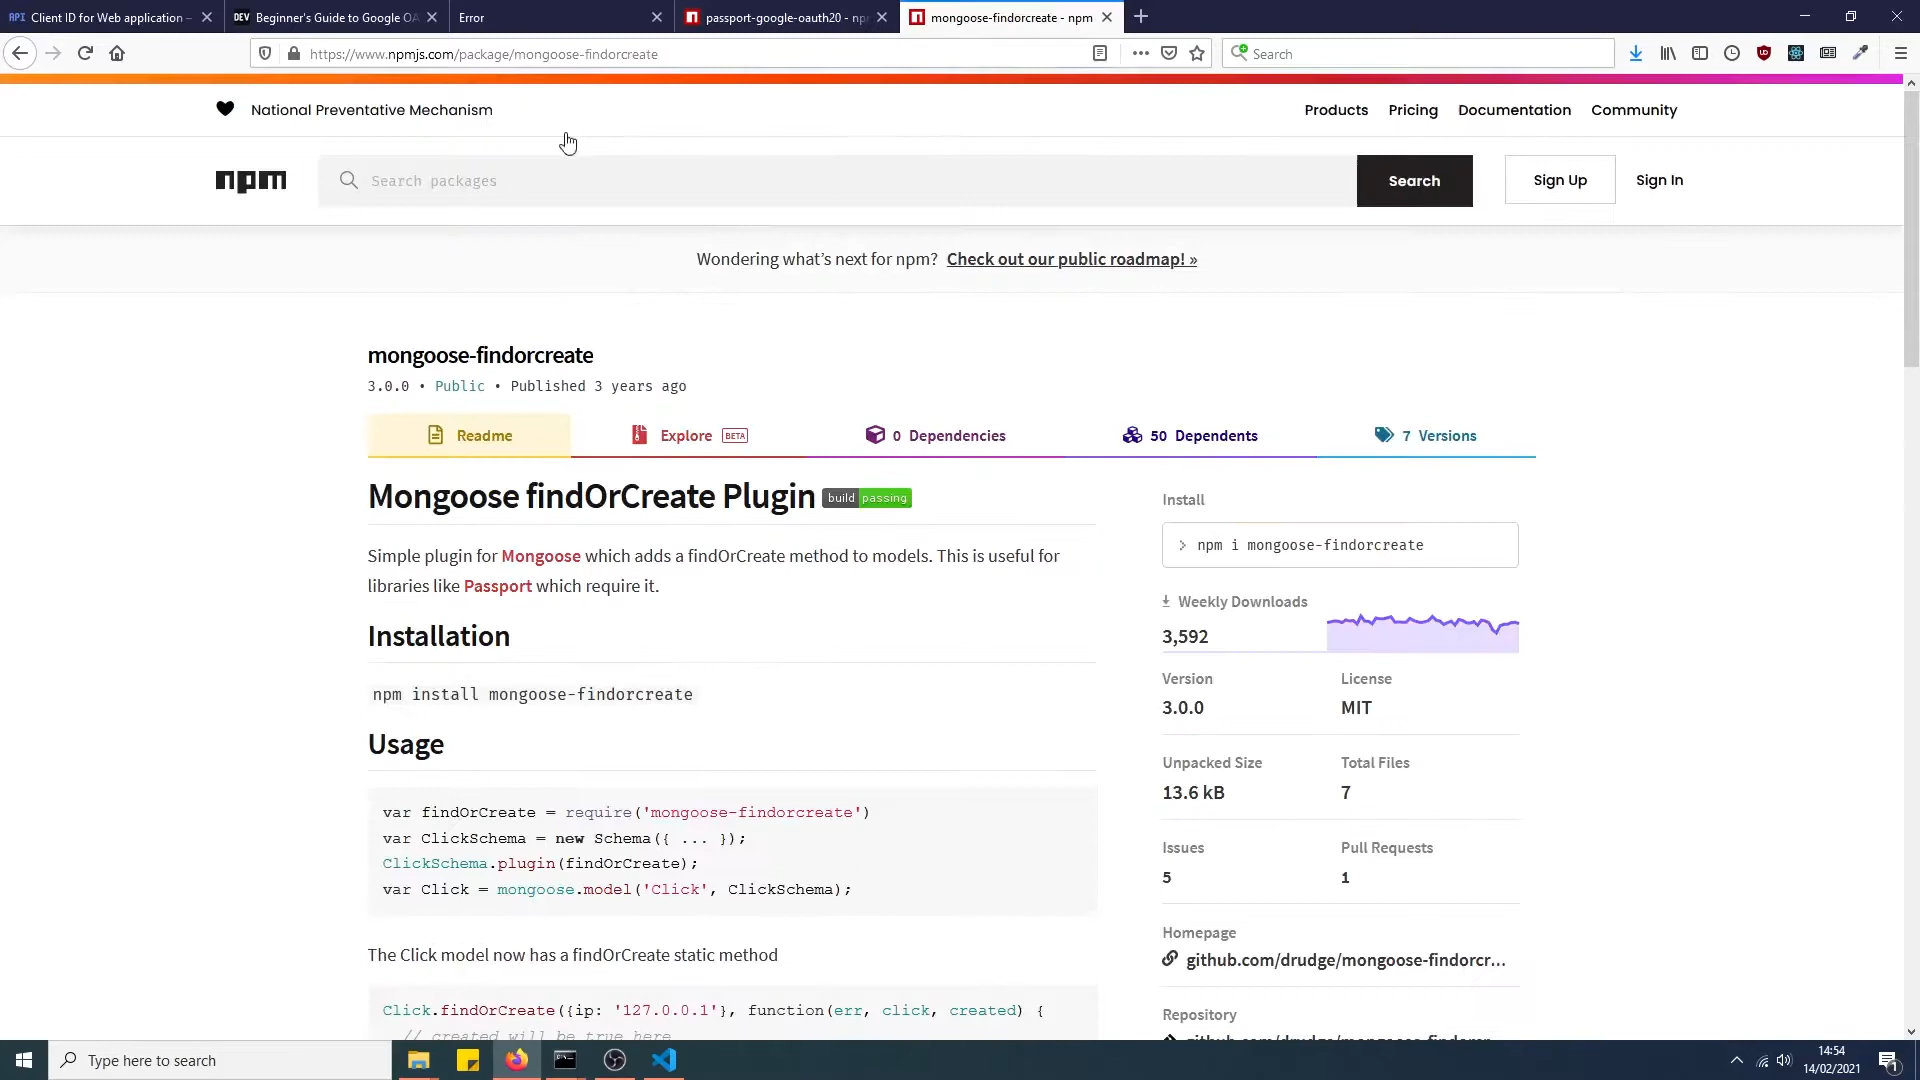 API Client ID for Web application –
DEV Beginner's Guide to Google OA
Error
passport-google-oauth20 - np
mongoose-findorcreate - npm
https://www.npmjs.com/package/mongoose-findorcreate
Search
National Preventative Mechanism
Products Pricing Documentation Community
npm
Search packages
Search
Sign Up
Sign In
Wondering what's next for npm? Check out our public roadmap! »
mongoose-findorcreate
3.0.0 • Public • Published 3 years ago
Readme
Explore BETA
0 Dependencies
50 Dependents
7 Versions
Mongoose findOrCreate Plugin build passing
Simple plugin for Mongoose which adds a findOrCreate method to models. This is useful for
libraries like Passport which require it.
Installation
npm install mongoose-findorcreate
Usage
var findOrCreate = require('mongoose-findorcreate')
var ClickSchema = new Schema({ ... });
ClickSchema.plugin(findOrCreate);
var Click = mongoose.model('Click', ClickSchema);
The Click model now has a findOrCreate static method
Click.findOrCreate({ip: '127.0.0.1'}, function(err, click, created) {
// created will be true here
Install
> npm i mongoose-findorcreate
Weekly Downloads
3,592
Version License
3.0.0 MIT
Unpacked Size Total Files
13.6 kB 7
Issues Pull Requests
5 1
Homepage
github.com/drudge/mongoose-findorcr...
Repository
Type here to search
14:54
14/02/2021
1